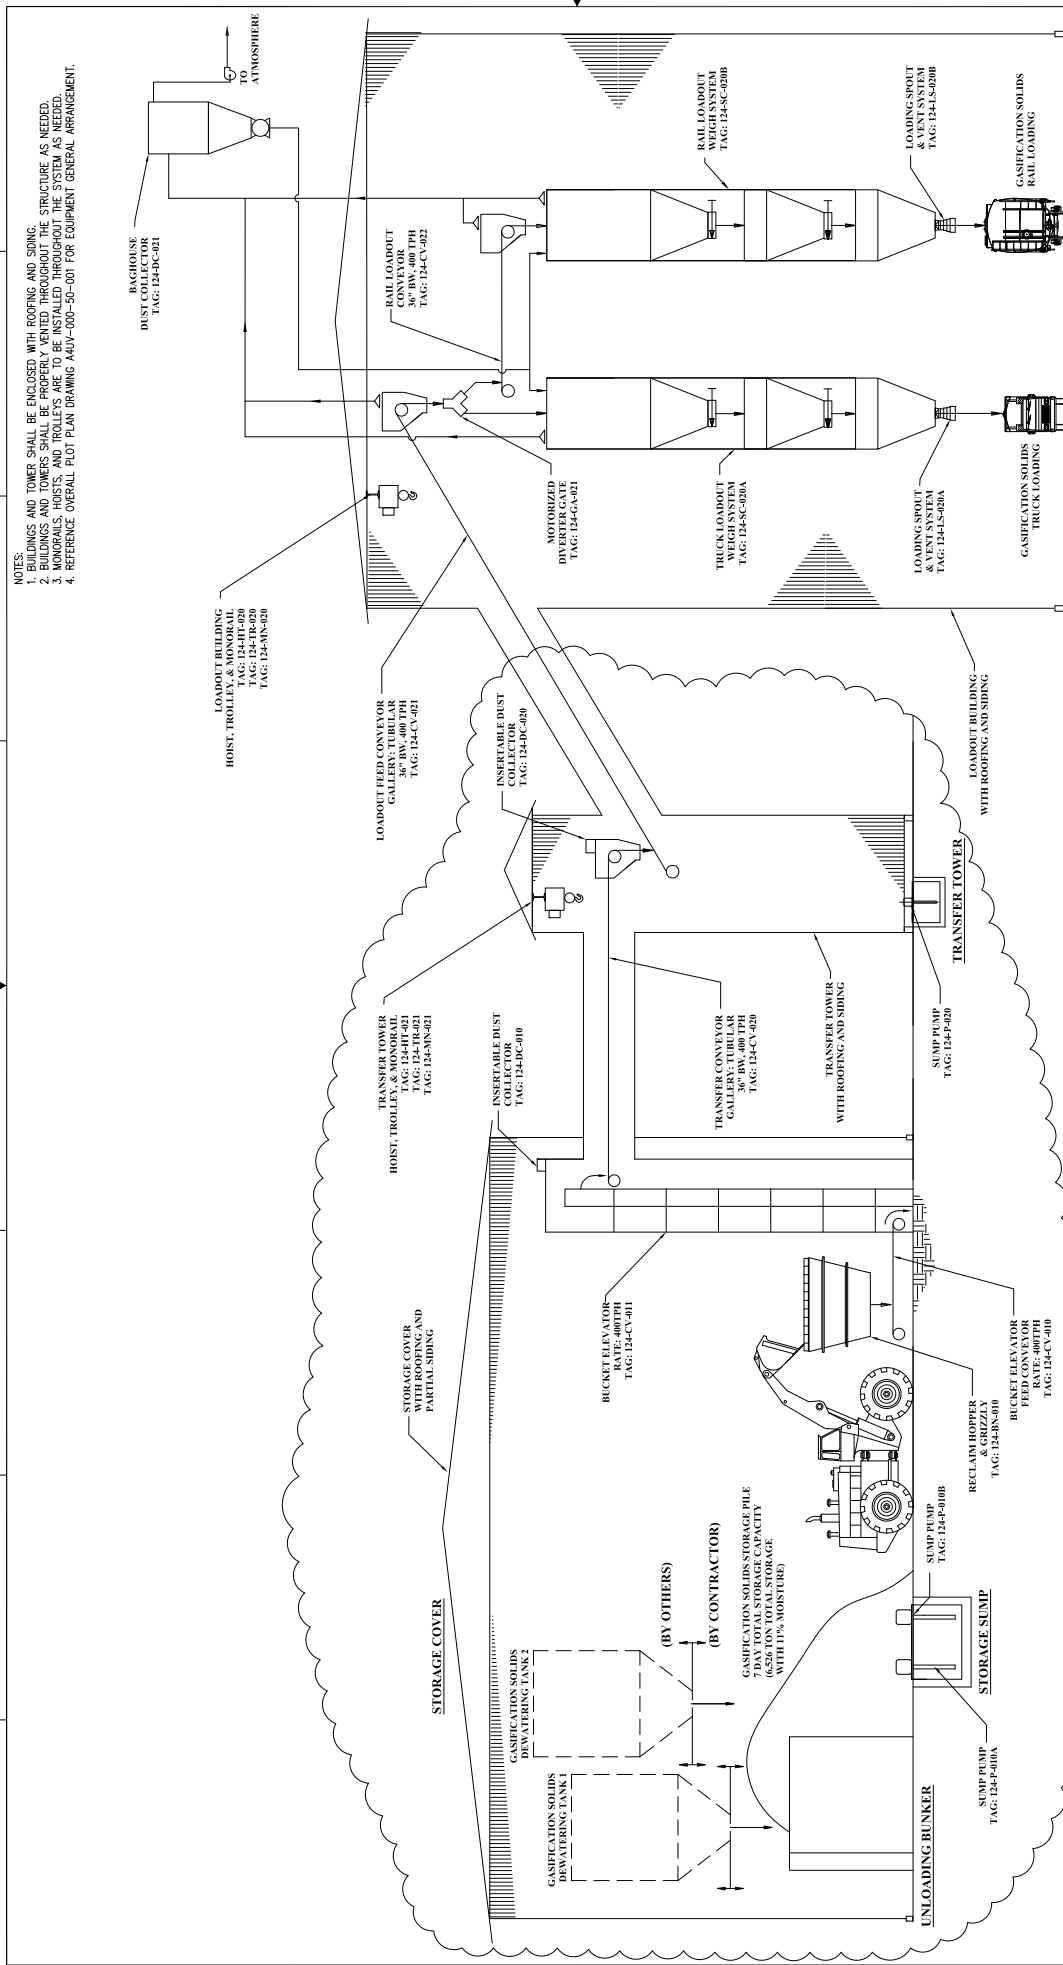 NOTES:
1. BUILDINGS AND TOWER SHALL BE ENCLOSED WITH ROOFING AND SIDING.
2. BUILDINGS AND TOWERS SHALL BE PROPERLY VENTED THROUGHOUT THE STRUCTURE AS NEEDED.
3. MONORAILS, HOISTS, AND TROLLEYS ARE TO BE INSTALLED THROUGHOUT THE SYSTEM AS NEEDED.
4. REFERENCE OVERALL PLOT PLAN DRAWING A4UV-000-50-001 FOR EQUIPMENT GENERAL ARRANGEMENT.
BAGHOUSE
DUST COLLECTOR
TAG: 124-DC-021
TO
ATMOSPHERE
LOADOUT BUILDING
HOIST, TROLLEY, & MONORAIL
TAG: 124-HT-020
TAG: 124-TR-020
TAG: 124-MN-020
LOADOUT FEED CONVEYOR
GALLERY: TUBULAR
36" BW, 400 TPH
TAG: 124-CV-021
RAIL LOADOUT
CONVEYOR
36" BW, 400 TPH
TAG: 124-CV-022
RAIL LOADOUT
WEIGH SYSTEM
TAG: 124-SC-020B
MOTORIZED
DIVERTER GATE
TAG: 124-GA-021
TRUCK LOADOUT
WEIGH SYSTEM
TAG: 124-SC-020A
LOADING SPOUT
& VENT SYSTEM
TAG: 124-LS-020B
LOADING SPOUT
& VENT SYSTEM
TAG: 124-LS-020A
GASIFICATION SOLIDS
RAIL LOADING
GASIFICATION SOLIDS
TRUCK LOADING
LOADOUT BUILDING
WITH ROOFING AND SIDING
INSERTABLE DUST
COLLECTOR
TAG: 124-DC-020
TRANSFER TOWER
HOIST, TROLLEY, & MONORAIL
TAG: 124-HT-021
TAG: 124-TR-021
TAG: 124-MN-021
INSERTABLE DUST
COLLECTOR
TAG: 124-DC-010
TRANSFER CONVEYOR
GALLERY: TUBULAR
36" BW, 400 TPH
TAG: 124-CV-020
TRANSFER TOWER
WITH ROOFING AND SIDING
SUMP PUMP
TAG: 124-P-020
TRANSFER TOWER
STORAGE COVER
WITH ROOFING AND
PARTIAL SIDING
BUCKET ELEVATOR
RATE: 400TPH
TAG: 124-CV-011
BUCKET ELEVATOR
FEED CONVEYOR
RATE: 400TPH
TAG: 124-CV-010
RECLAIM HOPPER
& GRIZZLY
TAG: 124-BN-010
STORAGE COVER
GASIFICATION SOLIDS
DEWATERING TANK 2
GASIFICATION SOLIDS
DEWATERING TANK 1
(BY OTHERS)
(BY CONTRACTOR)
GASIFICATION SOLIDS STORAGE PILE
7 DAY TOTAL STORAGE CAPACITY
(6,526 TON TOTAL STORAGE
WITH 11% MOISTURE)
SUMP PUMP
TAG: 124-P-010B
STORAGE SUMP
SUMP PUMP
TAG: 124-P-010A
UNLOADING BUNKER